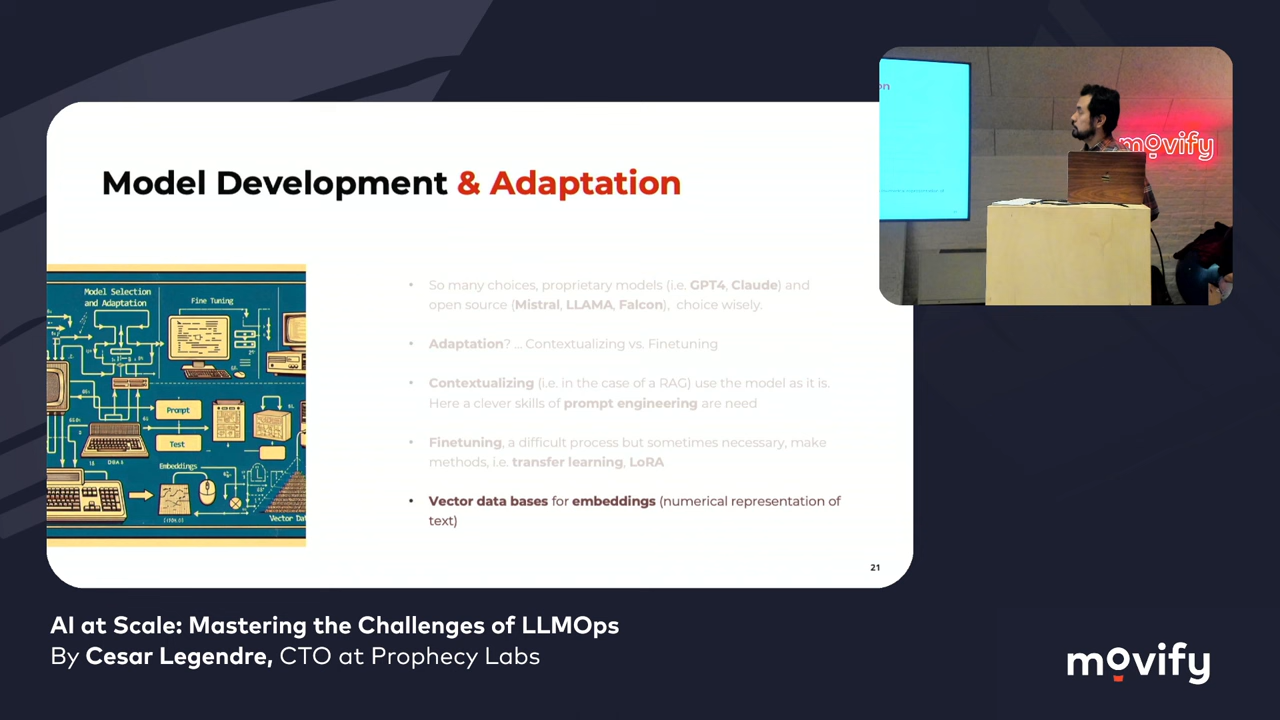 Model Development & Adaptation
Model Selection
and Adaptation
Fine Tuning
Prompt
Test
Embeddings
• So many choices, proprietary models (i.e. GPT4, Claude) and
open source (Mistral, LLAMA, Falcon), choice wisely.
• Adaptation? ... Contextualizing vs. Finetuning
• Contextualizing (i.e. in the case of a RAG) use the model as it is.
Here a clever skills of prompt engineering are need
• Finetuning, a difficult process but sometimes necessary, make
methods, i.e. transfer learning, LoRA
• Vector data bases for embeddings (numerical representation of
text)
21
on
movify
AI at Scale: Mastering the Challenges of LLMOps
By Cesar Legendre, CTO at Prophecy Labs
movify